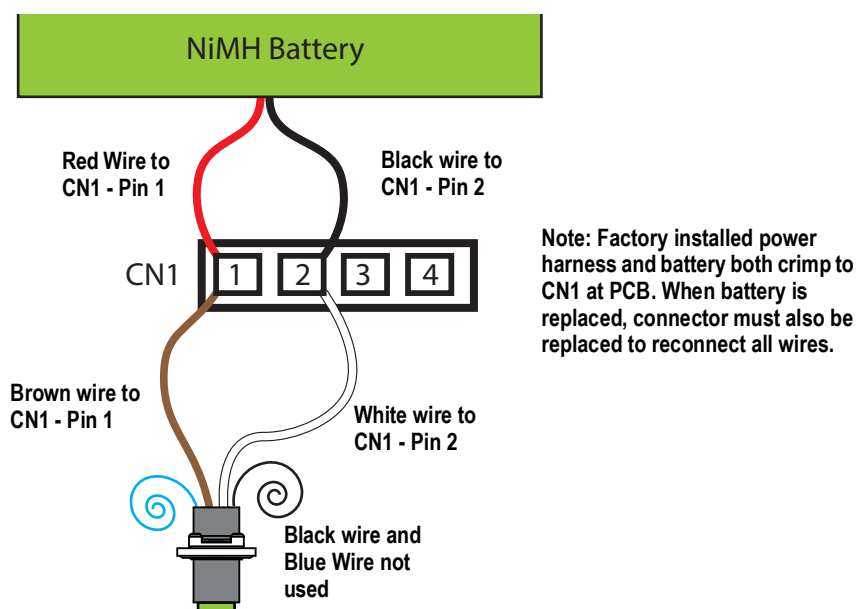 NiMH Battery
Red Wire to
CN1 - Pin 1
Black wire to
CN1 - Pin 2
CN1
1
2
3
4
Note: Factory installed power
harness and battery both crimp to
CN1 at PCB. When battery is
replaced, connector must also be
replaced to reconnect all wires.
Brown wire to
CN1 - Pin 1
White wire to
CN1 - Pin 2
Black wire and
Blue Wire not
used